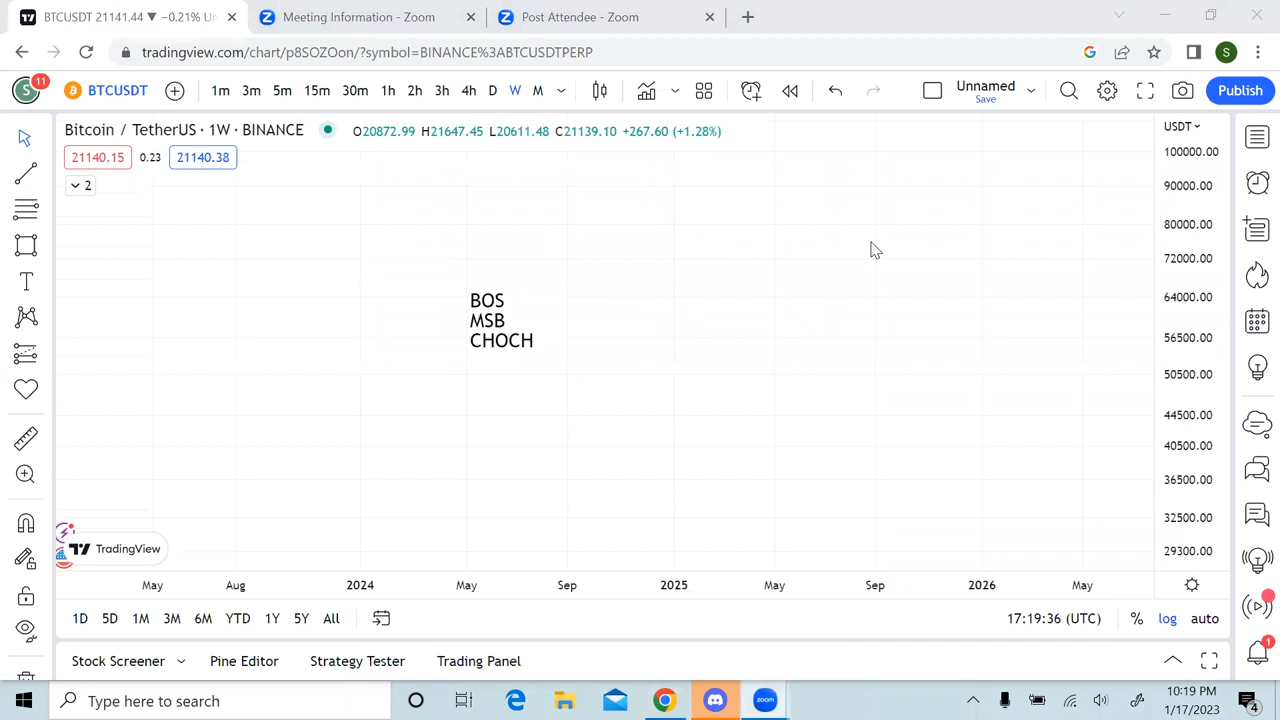 BTCUSDT 21141.44 ▼ −0.21% Un
Meeting Information - Zoom
Post Attendee - Zoom
tradingview.com/chart/p8SOZOon/?symbol=BINANCE%3ABTCUSDTPERP
S
S
11
BTCUSDT
1m 3m 5m 15m 30m 1h 2h 3h 4h D W M
Unnamed
Save
Publish
Bitcoin / TetherUS · 1W · BINANCE
O20872.99 H21647.45 L20611.48 C21139.10 +267.60 (+1.28%)
USDT
21140.15 0.23 21140.38
2
100000.00
90000.00
80000.00
72000.00
64000.00
56500.00
50500.00
44500.00
40500.00
36500.00
32500.00
29300.00
BOS
MSB
CHOCH
TradingView
May Aug 2024 May Sep 2025 May Sep 2026 May
1D 5D 1M 3M 6M YTD 1Y 5Y All
17:19:36 (UTC) % log auto
1
Stock Screener Pine Editor Strategy Tester Trading Panel
Type here to search
zoom
10:19 PM
1/17/2023
4